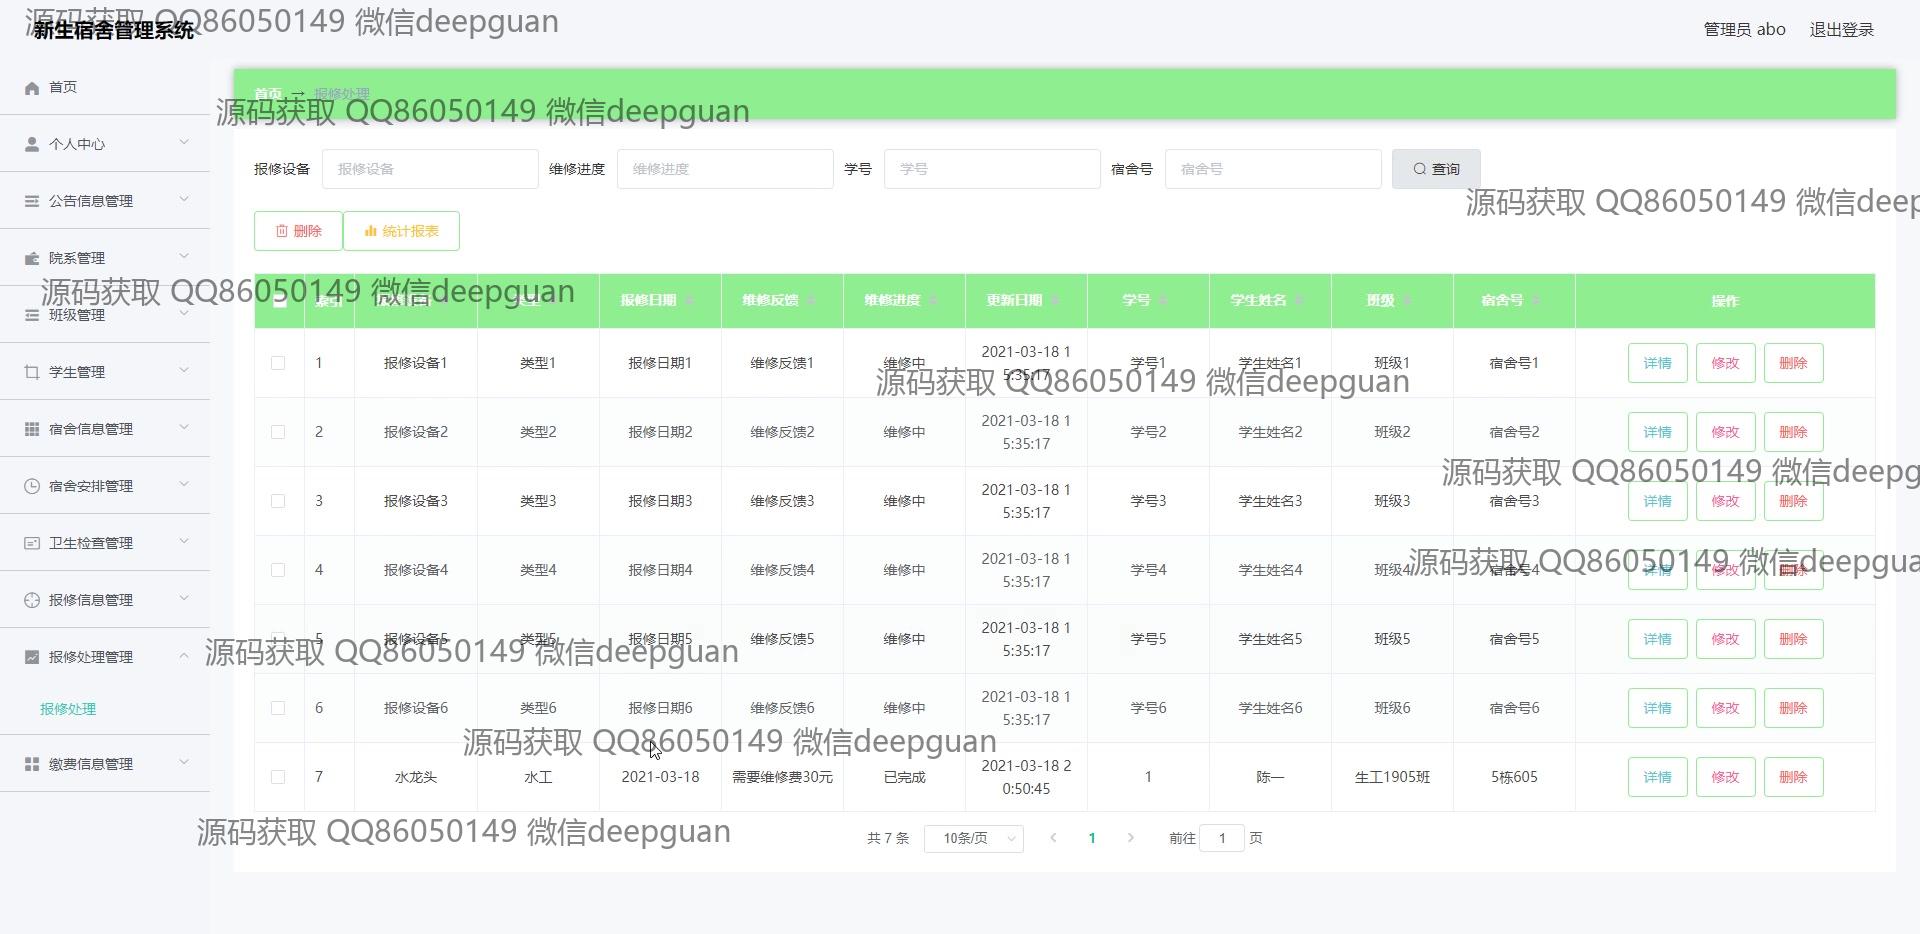 源码获取 QQ86050149 微信deepguan
新生宿舍管理系统
管理员 abo 退出登录
首页
个人中心
公告信息管理
院系管理
班级管理
学生管理
宿舍信息管理
宿舍安排管理
卫生检查管理
报修信息管理
报修处理管理
报修处理
缴费信息管理
首页 → 报修处理
源码获取 QQ86050149 微信deepguan
报修设备 报修设备 维修进度 维修进度 学号 学号 宿舍号 宿舍号 查询
源码获取 QQ86050149 微信deep
删除 统计报表
源码获取 QQ86050149 微信deepguan
索引 类型 报修日期 维修反馈 维修进度 更新日期 学号 学生姓名 班级 宿舍号 操作
1 报修设备1 类型1 报修日期1 维修反馈1 维修中 2021-03-18 1 学号1 学生姓名1 班级1 宿舍号1 详情 修改 删除
5:35:17
源码获取 QQ86050149 微信deepguan
2 报修设备2 类型2 报修日期2 维修反馈2 维修中 2021-03-18 1 学号2 学生姓名2 班级2 宿舍号2 详情 修改 删除
5:35:17
源码获取 QQ86050149 微信deepg
3 报修设备3 类型3 报修日期3 维修反馈3 维修中 2021-03-18 1 学号3 学生姓名3 班级3 宿舍号3 详情 修改 删除
5:35:17
源码获取 QQ86050149 微信deepgua
4 报修设备4 类型4 报修日期4 维修反馈4 维修中 2021-03-18 1 学号4 学生姓名4 班级4 宿舍号4 详情 修改 删除
5:35:17
5 报修设备5 类型5 报修日期5 维修反馈5 维修中 2021-03-18 1 学号5 学生姓名5 班级5 宿舍号5 详情 修改 删除
5:35:17
源码获取 QQ86050149 微信deepguan
6 报修设备6 类型6 报修日期6 维修反馈6 维修中 2021-03-18 1 学号6 学生姓名6 班级6 宿舍号6 详情 修改 删除
5:35:17
源码获取 QQ86050149 微信deepguan
7 水龙头 水工 2021-03-18 需要维修费30元 已完成 2021-03-18 2 1 陈一 生工1905班 5栋605 详情 修改 删除
0:50:45
源码获取 QQ86050149 微信deepguan
共 7 条 10条/页 1 前往 1 页